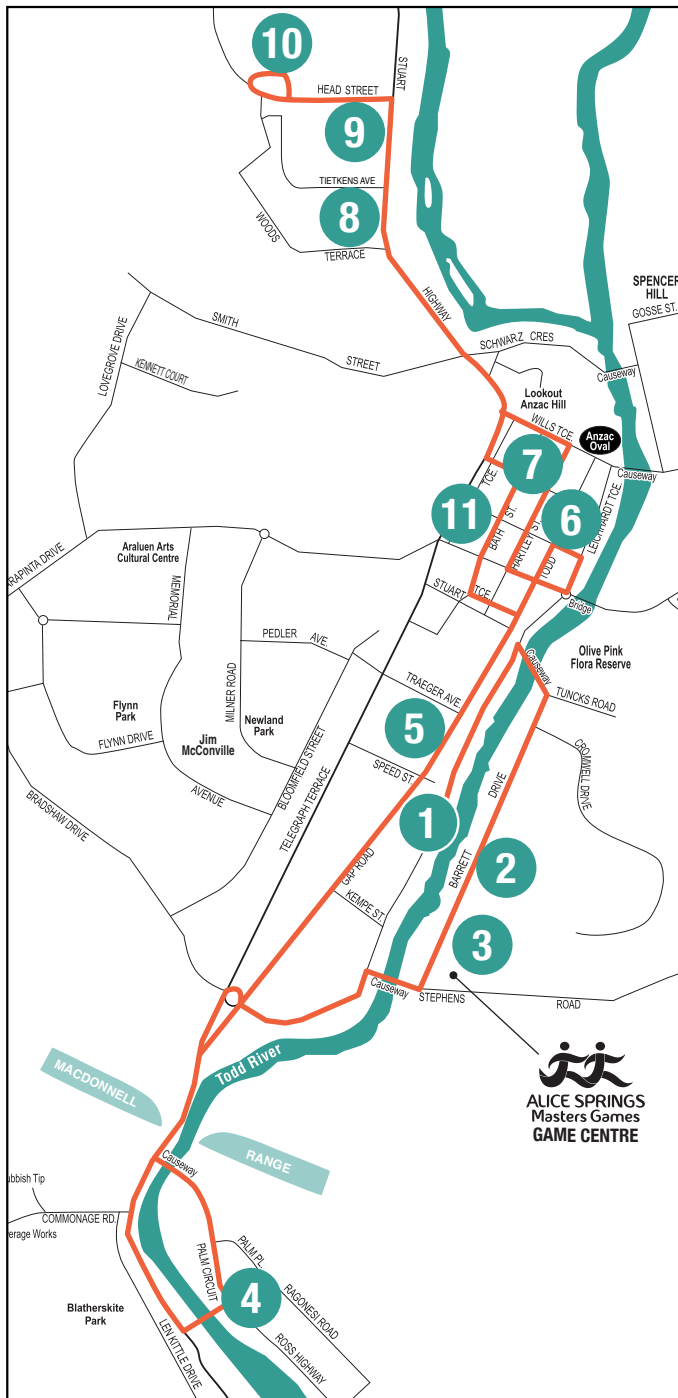 10
STUART
HEAD STREET
9
TIETKENS AVE
8
WOODS
TERRACE
HIGHWAY
SPENCER
HILL
GOSSE ST.
SMITH
STREET
SCHWARZ CRES
LOVEGROVE DRIVE
KENNETT COURT
Causeway
Lookout
Anzac Hill
WILLS TCE.
Anzac
Oval
Causeway
7
TCE.
LEICHHARDT TCE.
11
6
BATH ST.
HARTLEY ST.
TODD
ARAPINTA DRIVE
Araluen Arts
Cultural Centre
MEMORIAL
STUART TCE.
Bridge
PEDLER AVE.
Olive Pink
Flora Reserve
Causeway
MILNER ROAD
TRAEGER AVE.
TUNCKS ROAD
Flynn
Park
Newland
Park
5
FLYNN DRIVE
Jim
McConville
BLOOMFIELD STREET
SPEED ST.
CROMWELL DRIVE
AVENUE
TELEGRAPH TERRACE
DRIVE
BRADSHAW DRIVE
1
GAP ROAD
BARRETT
2
KEMPE ST.
3
Causeway
STEPHENS
ROAD
Todd River
MACDONNELL
ALICE SPRINGS
Masters Games
GAME CENTRE
RANGE
Causeway
ubbish Tip
COMMONAGE RD.
erage Works
PALM CIRCUIT
PALM PL.
RAGONESI ROAD
4
Blatherskite
Park
LEN KITTLE DRIVE
ROSS HIGHWAY